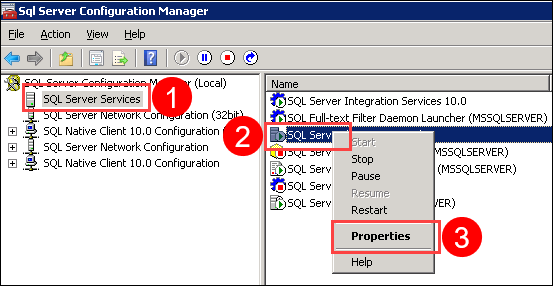 Sql Server Configuration Manager
File Action View Help
SQL Server Configuration Manager (Local)
SQL Server Services
SQL Server Network Configuration (32bit)
SQL Native Client 10.0 Configuration
SQL Server Network Configuration
SQL Native Client 10.0 Configuration
1
Name
SQL Server Integration Services 10.0
SQL Full-text Filter Daemon Launcher (MSSQLSERVER)
SQL Serv
SQL Serv (MSSQLSERVER)
SQL Serv (MSSQLSERVER)
SQL Serv
SQL Serv ER)
2
Start
Stop
Pause
Resume
Restart
Properties
Help
3